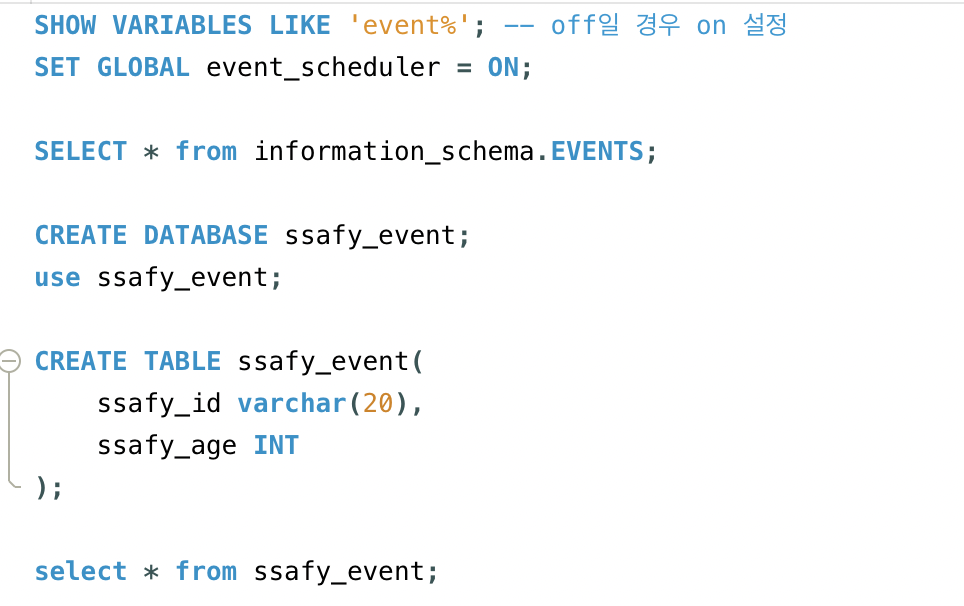 SHOW VARIABLES LIKE 'event%'; -- off일 경우 on 설정
SET GLOBAL event_scheduler = ON;
SELECT * from information_schema.EVENTS;
CREATE DATABASE ssafy_event;
use ssafy_event;
CREATE TABLE ssafy_event(
    ssafy_id varchar(20),
    ssafy_age INT
);
select * from ssafy_event;